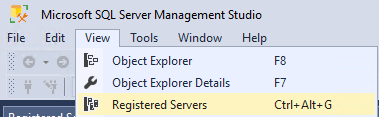 Microsoft SQL Server Management Studio
File Edit View Tools Window Help
Object Explorer F8
Object Explorer Details F7
Registered Servers Ctrl+Alt+G